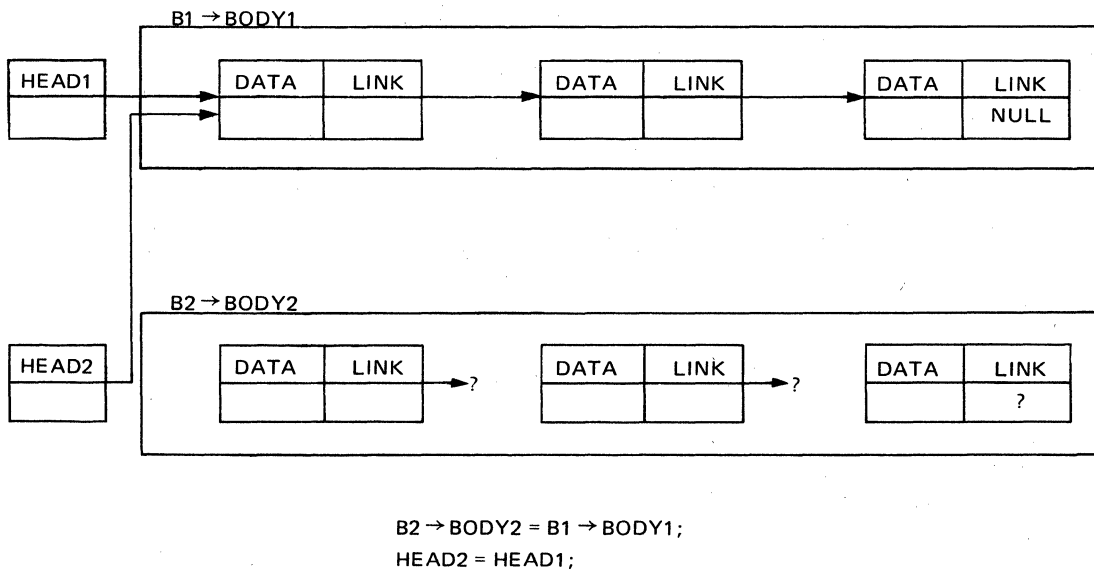 B1 → BODY1
HEAD1
DATA LINK
DATA LINK
DATA LINK
NULL
B2 → BODY2
HEAD2
DATA LINK
?
DATA LINK
?
DATA LINK
?
B2 → BODY2 = B1 → BODY1;
HEAD2 = HEAD1;